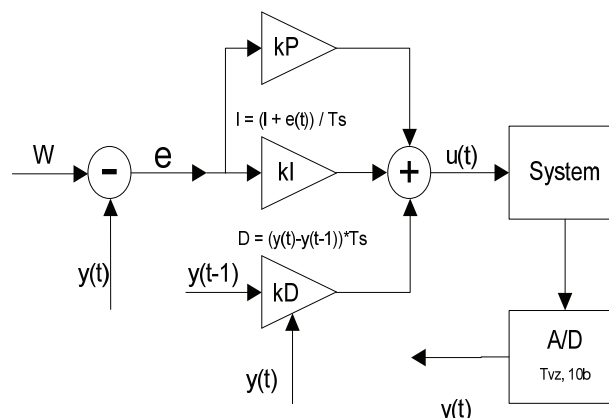 kP
I = (I + e(t)) / Ts
W
-
e
kI
+
u(t)
System
D = (y(t)-y(t-1))*Ts
y(t)
y(t-1)
kD
y(t)
A/D
Tvz, 10b
y(t)